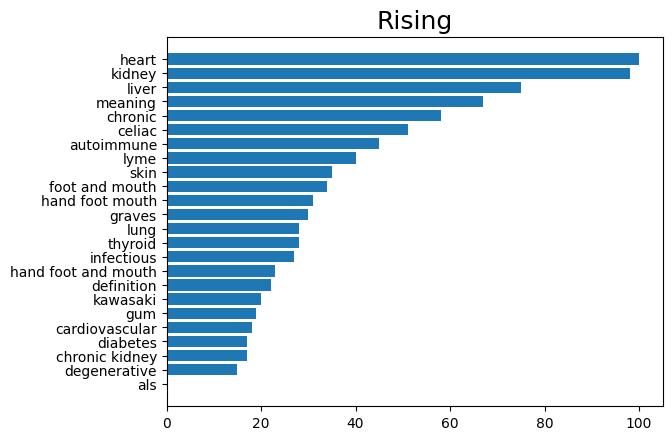 Rising
heart
kidney
liver
meaning
chronic
celiac
autoimmune
lyme
skin
foot and mouth
hand foot mouth
graves
lung
thyroid
infectious
hand foot and mouth
definition
kawasaki
gum
cardiovascular
diabetes
chronic kidney
degenerative
als
0 20 40 60 80 100